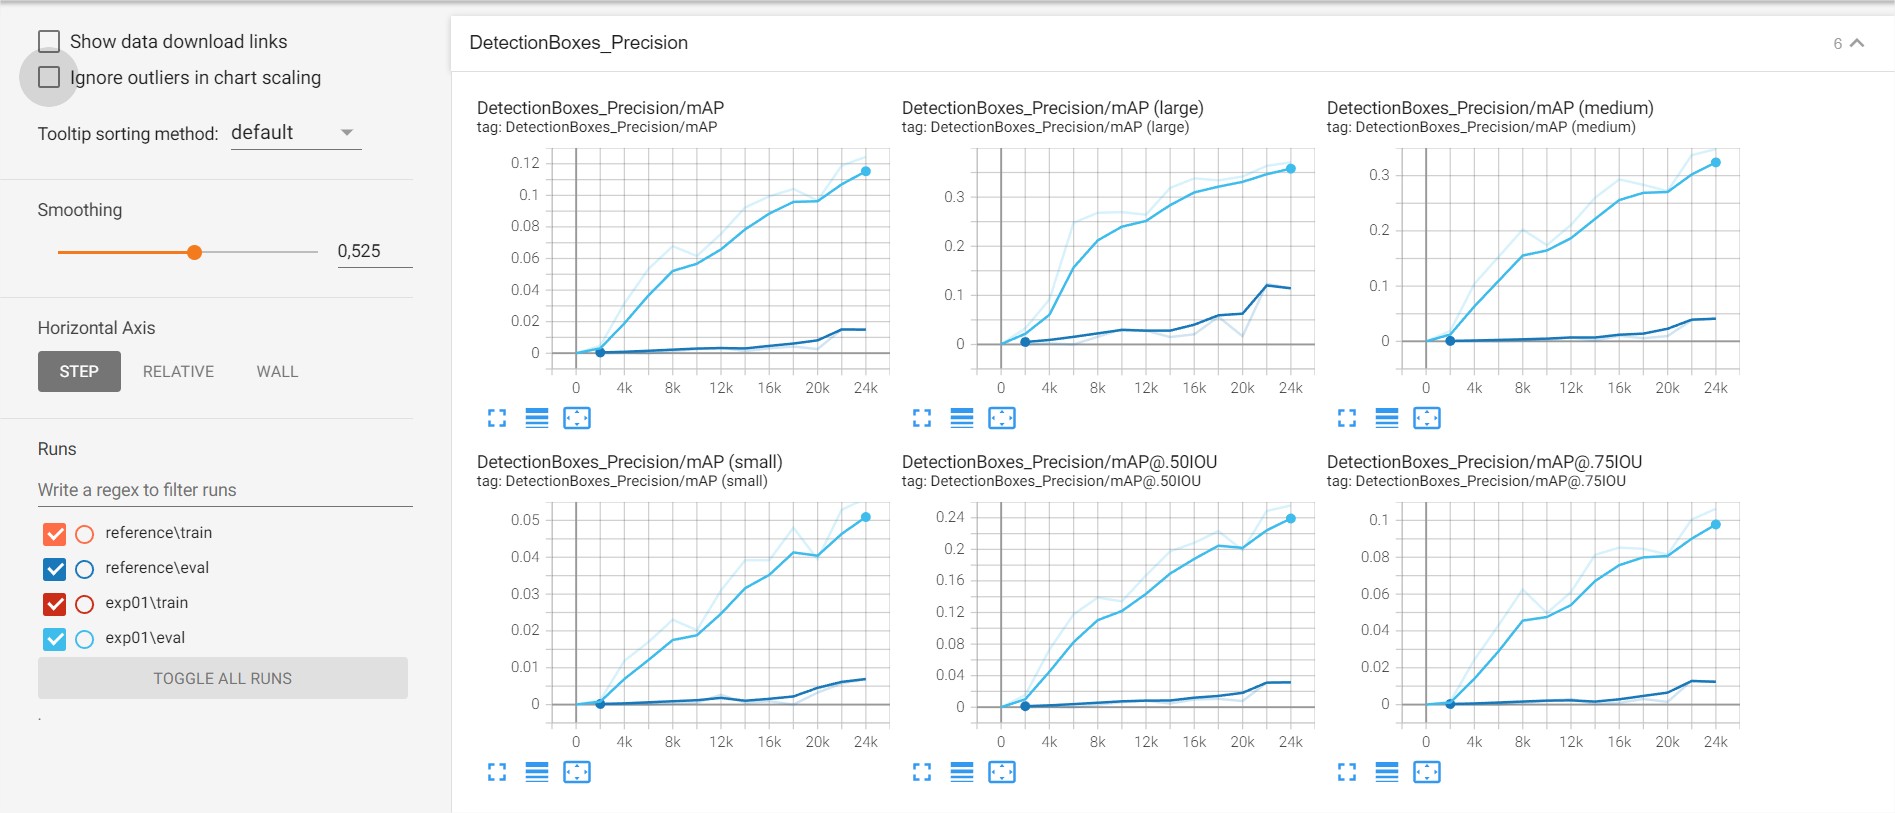 Show data download links
Ignore outliers in chart scaling
Tooltip sorting method: default
Smoothing
0,525
Horizontal Axis
STEP RELATIVE WALL
Runs
Write a regex to filter runs
reference\train
reference\eval
exp01\train
exp01\eval
TOGGLE ALL RUNS
.
DetectionBoxes_Precision 6
DetectionBoxes_Precision/mAP
tag: DetectionBoxes_Precision/mAP
0.12
0.1
0.08
0.06
0.04
0.02
0
0 4k 8k 12k 16k 20k 24k
DetectionBoxes_Precision/mAP (large)
tag: DetectionBoxes_Precision/mAP (large)
0.3
0.2
0.1
0
0 4k 8k 12k 16k 20k 24k
DetectionBoxes_Precision/mAP (medium)
tag: DetectionBoxes_Precision/mAP (medium)
0.3
0.2
0.1
0
0 4k 8k 12k 16k 20k 24k
DetectionBoxes_Precision/mAP (small)
tag: DetectionBoxes_Precision/mAP (small)
0.05
0.04
0.03
0.02
0.01
0
0 4k 8k 12k 16k 20k 24k
DetectionBoxes_Precision/mAP@.50IOU
tag: DetectionBoxes_Precision/mAP@.50IOU
0.24
0.2
0.16
0.12
0.08
0.04
0
0 4k 8k 12k 16k 20k 24k
DetectionBoxes_Precision/mAP@.75IOU
tag: DetectionBoxes_Precision/mAP@.75IOU
0.1
0.08
0.06
0.04
0.02
0
0 4k 8k 12k 16k 20k 24k